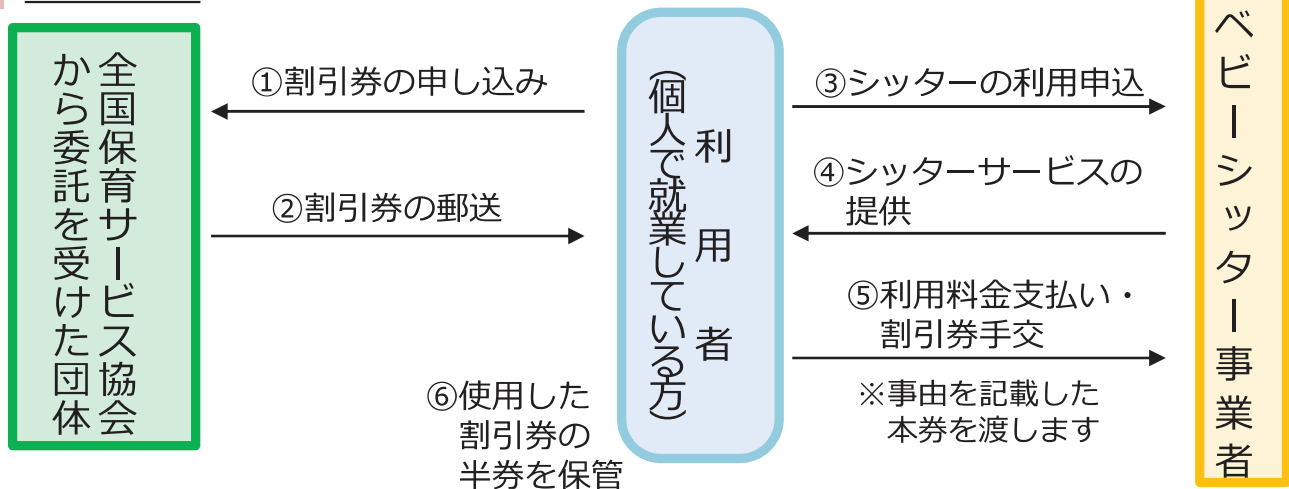 全国保育サービス協会
から委託を受けた団体
①割引券の申し込み
②割引券の郵送
利用者
（個人で就業している方）
③シッターの利用申込
④シッターサービスの
提供
⑤利用料金支払い・
割引券手交
※事由を記載した
本券を渡します
⑥使用した
割引券の
半券を保管
ベビーシッター事業者